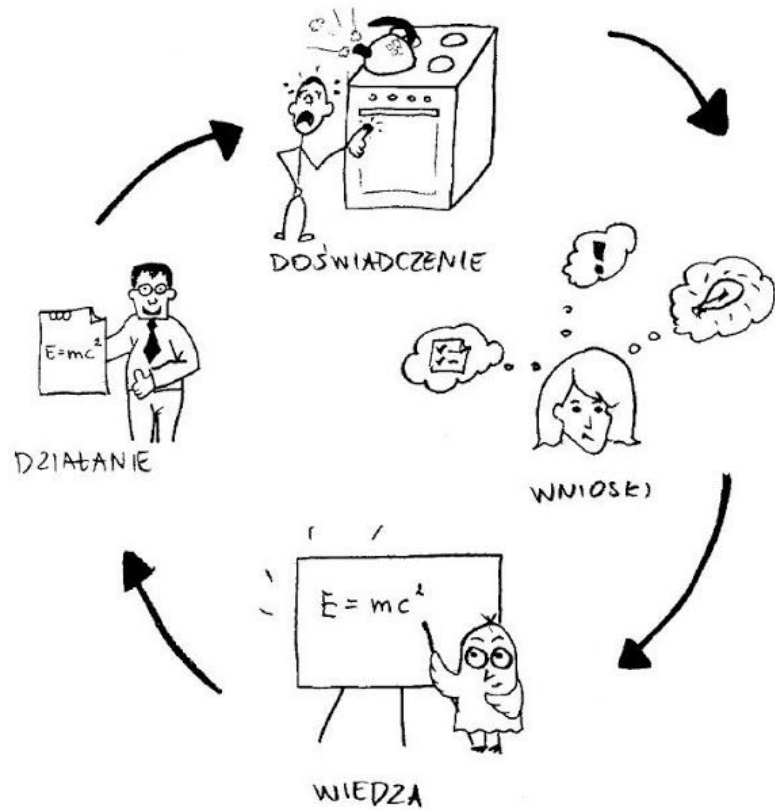 DOŚWIADCZENIE
E=mc²
DZIAŁANIE
WNIOSKI
E = mc²
WIEDZA